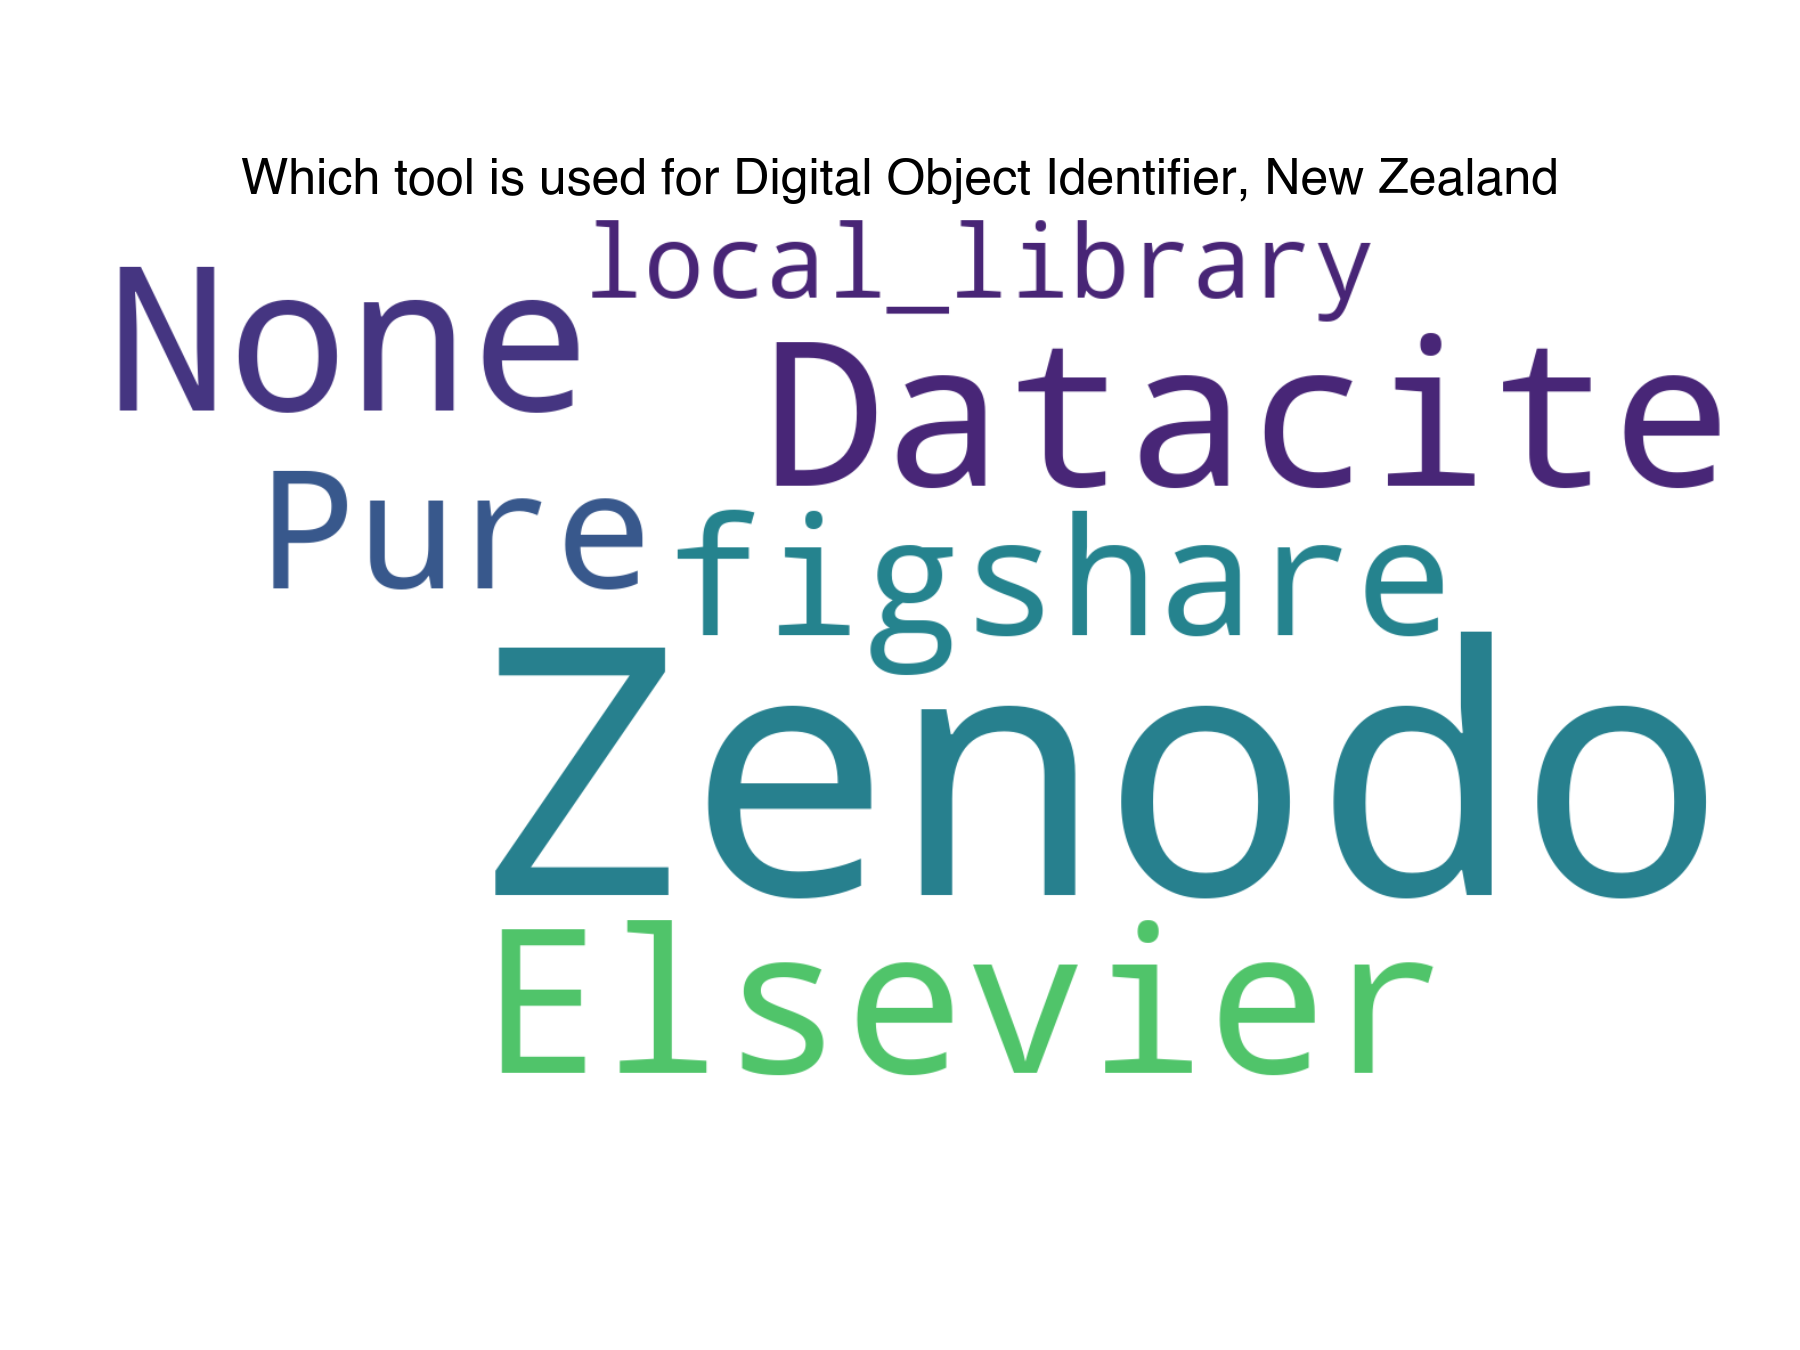 Which tool is used for Digital Object Identifier, New Zealand
local_library
None
Datacite
Pure
figshare
Zenodo
Elsevier